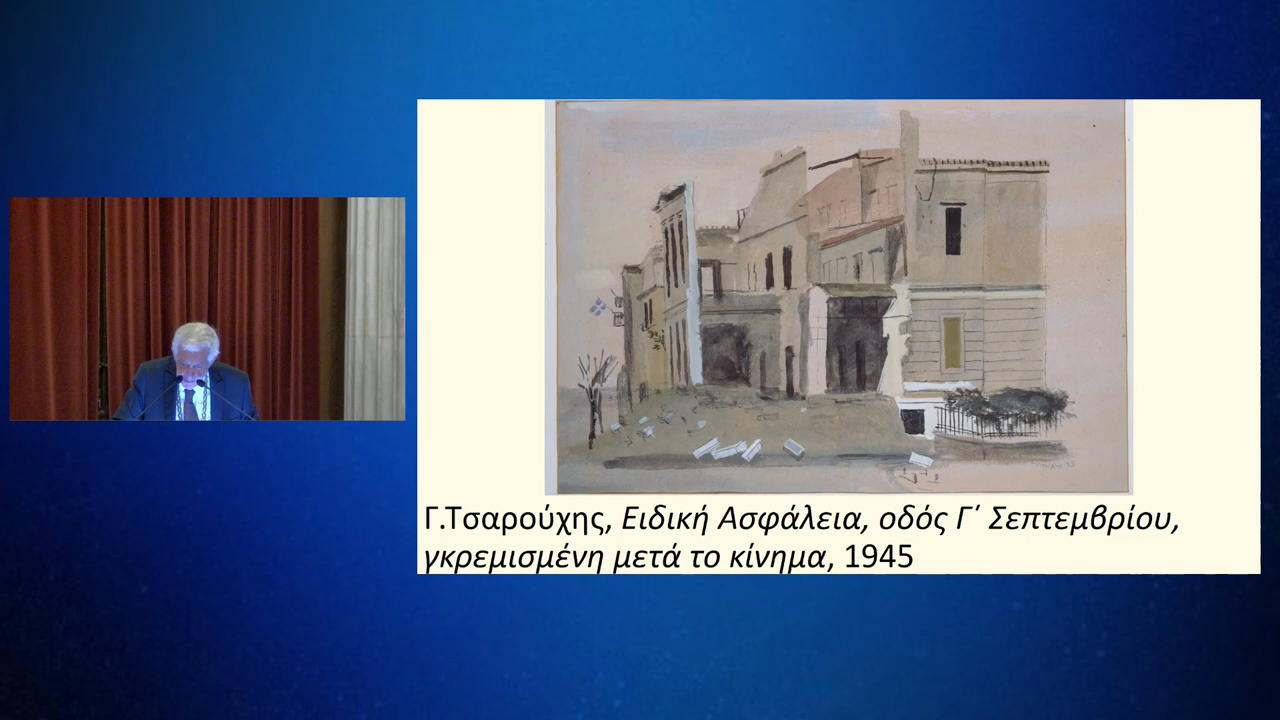 Γ.Τσαρούχης, Ειδική Ασφάλεια, οδός Γ΄ Σεπτεμβρίου,
γκρεμισμένη μετά το κίνημα, 1945